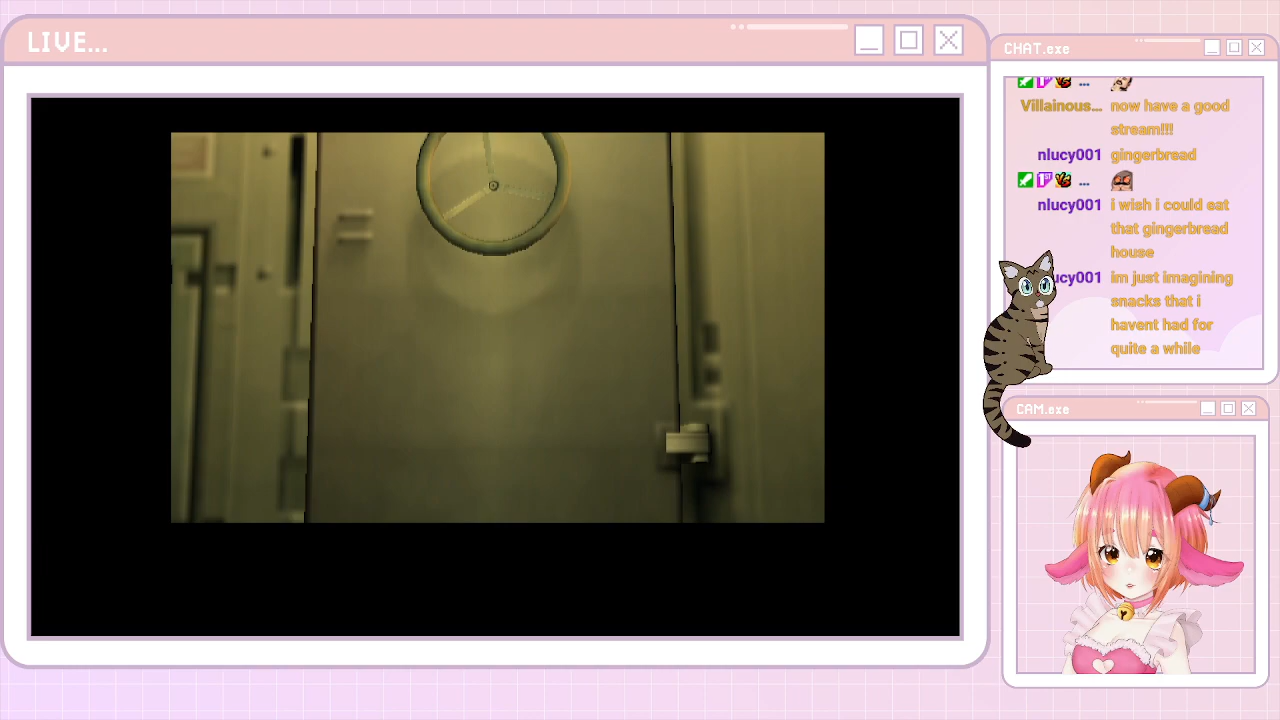 LIVE...
CHAT.exe
...
Villainous... now have a good
stream!!!
nlucy001 gingerbread
...
nlucy001 i wish i could eat
that gingerbread
house
ucy001 im just imagining
snacks that i
havent had for
quite a while
CAM.exe